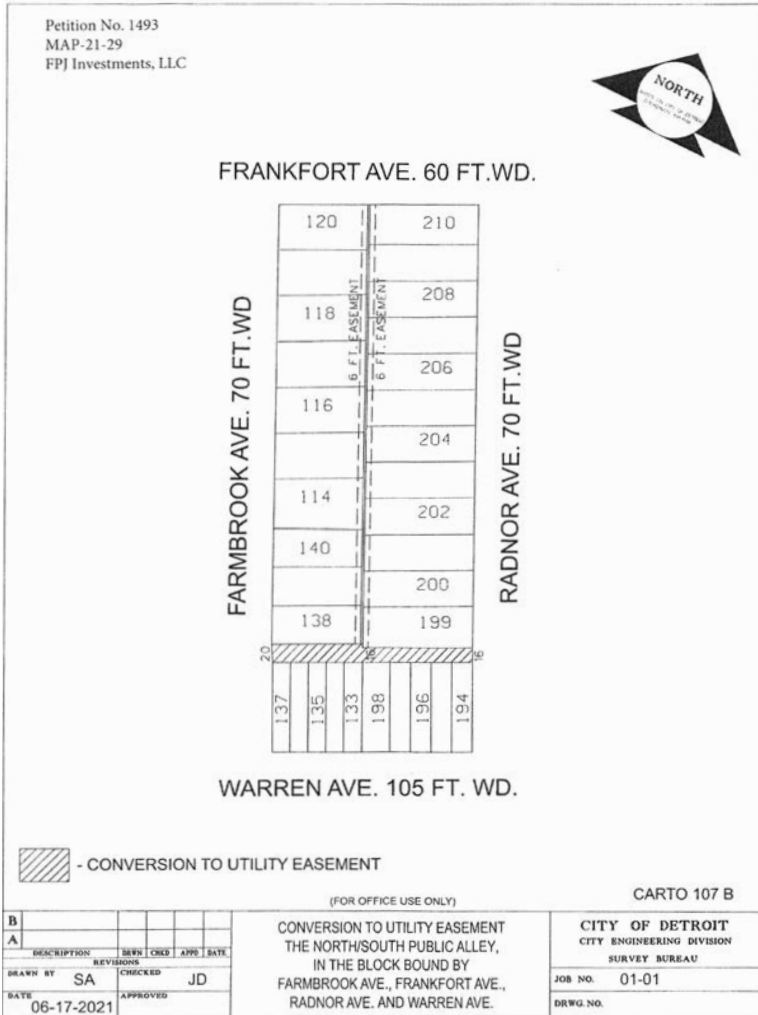 Petition No. 1493
MAP-21-29
FPJ Investments, LLC
NORTH
FRANKFORT AVE. 60 FT.WD.
120
210
208
118
6 FT. EASEMENT
6 FT. EASEMENT
206
116
204
114
202
140
200
138
199
FARMBROOK AVE. 70 FT.WD
RADNOR AVE. 70 FT.WD
20
16
16
137
135
133
198
196
194
WARREN AVE. 105 FT. WD.
- CONVERSION TO UTILITY EASEMENT
(FOR OFFICE USE ONLY)
CARTO 107 B
B
A
DESCRIPTION DRWN CHKD APPD DATE
REVISIONS
DRAWN BY SA
CHECKED JD
DATE 06-17-2021
APPROVED
CONVERSION TO UTILITY EASEMENT
THE NORTH/SOUTH PUBLIC ALLEY,
IN THE BLOCK BOUND BY
FARMBROOK AVE., FRANKFORT AVE.,
RADNOR AVE. AND WARREN AVE.
CITY OF DETROIT
CITY ENGINEERING DIVISION
SURVEY BUREAU
JOB NO. 01-01
DRWG. NO.